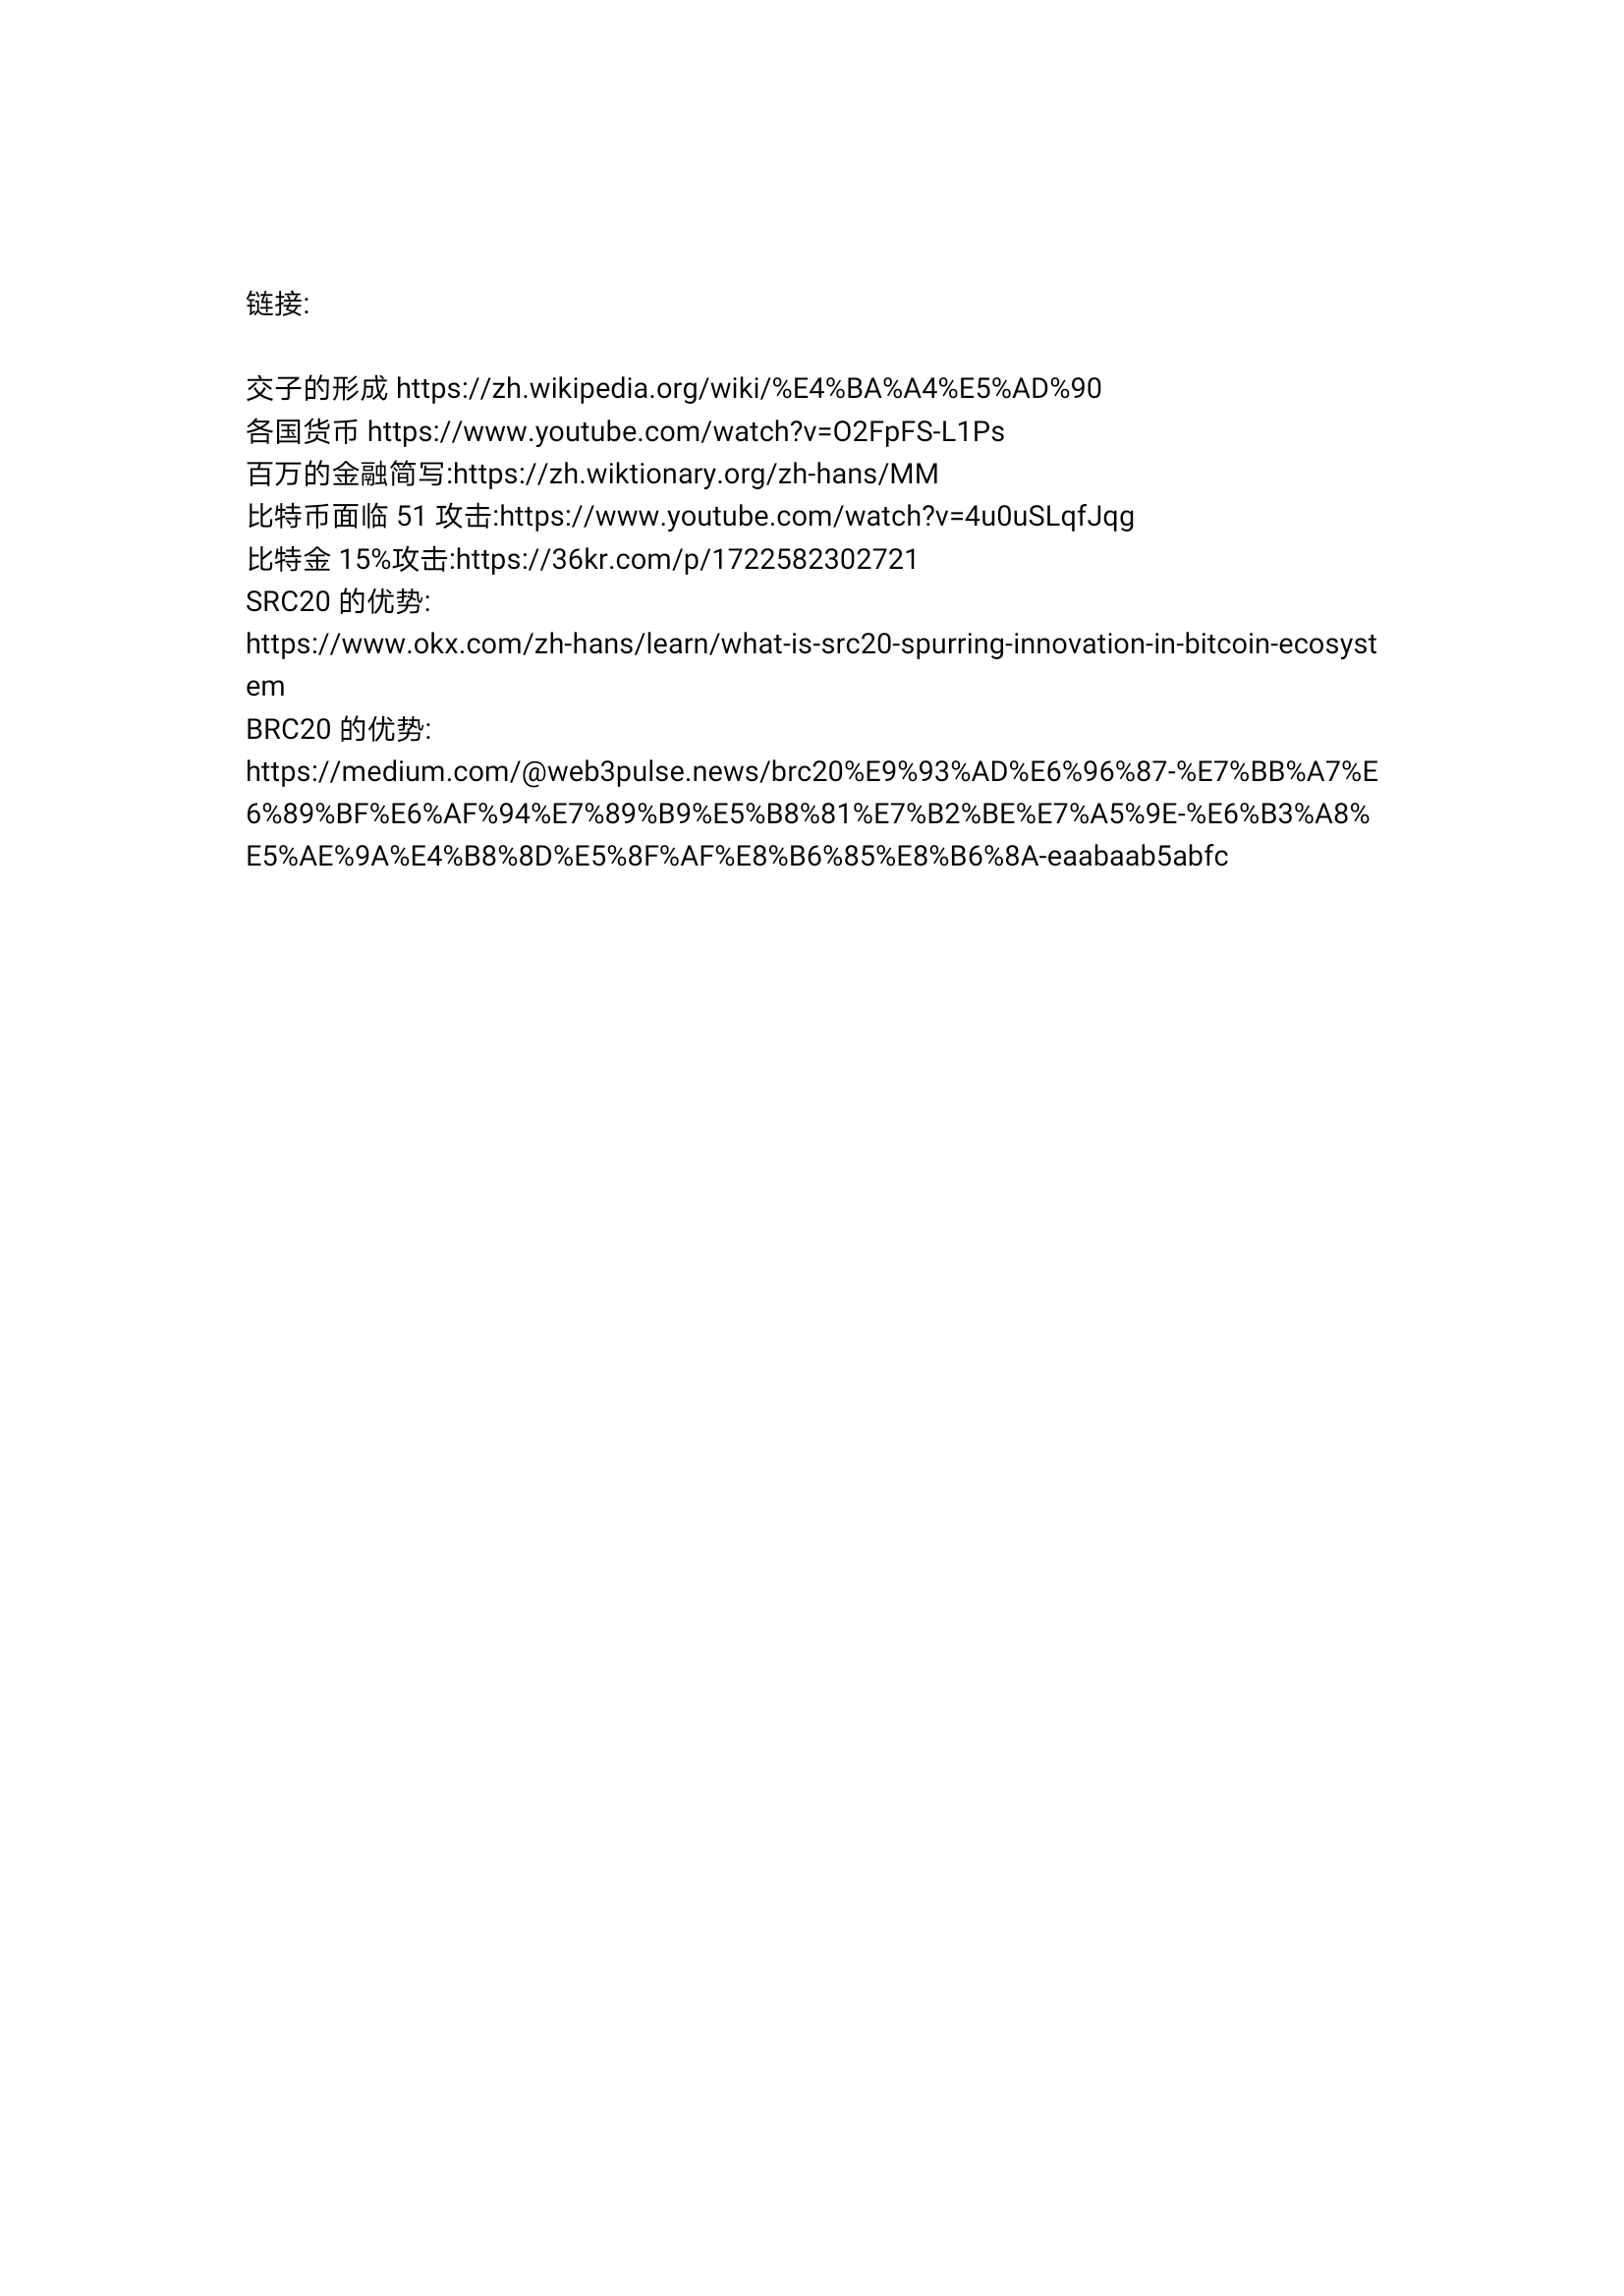 链接:
交子的形成 https://zh.wikipedia.org/wiki/%E4%BA%A4%E5%AD%90
各国货币 https://www.youtube.com/watch?v=O2FpFS-L1Ps
百万的金融简写:https://zh.wiktionary.org/zh-hans/MM
比特币面临 51 攻击:https://www.youtube.com/watch?v=4u0uSLqfJqg
比特金 15%攻击:https://36kr.com/p/1722582302721
SRC20 的优势:
https://www.okx.com/zh-hans/learn/what-is-src20-spurring-innovation-in-bitcoin-ecosyst
em
BRC20 的优势:
https://medium.com/@web3pulse.news/brc20%E9%93%AD%E6%96%87-%E7%BB%A7%E
6%89%BF%E6%AF%94%E7%89%B9%E5%B8%81%E7%B2%BE%E7%A5%9E-%E6%B3%A8%
E5%AE%9A%E4%B8%8D%E5%8F%AF%E8%B6%85%E8%B6%8A-eaabaab5abfc